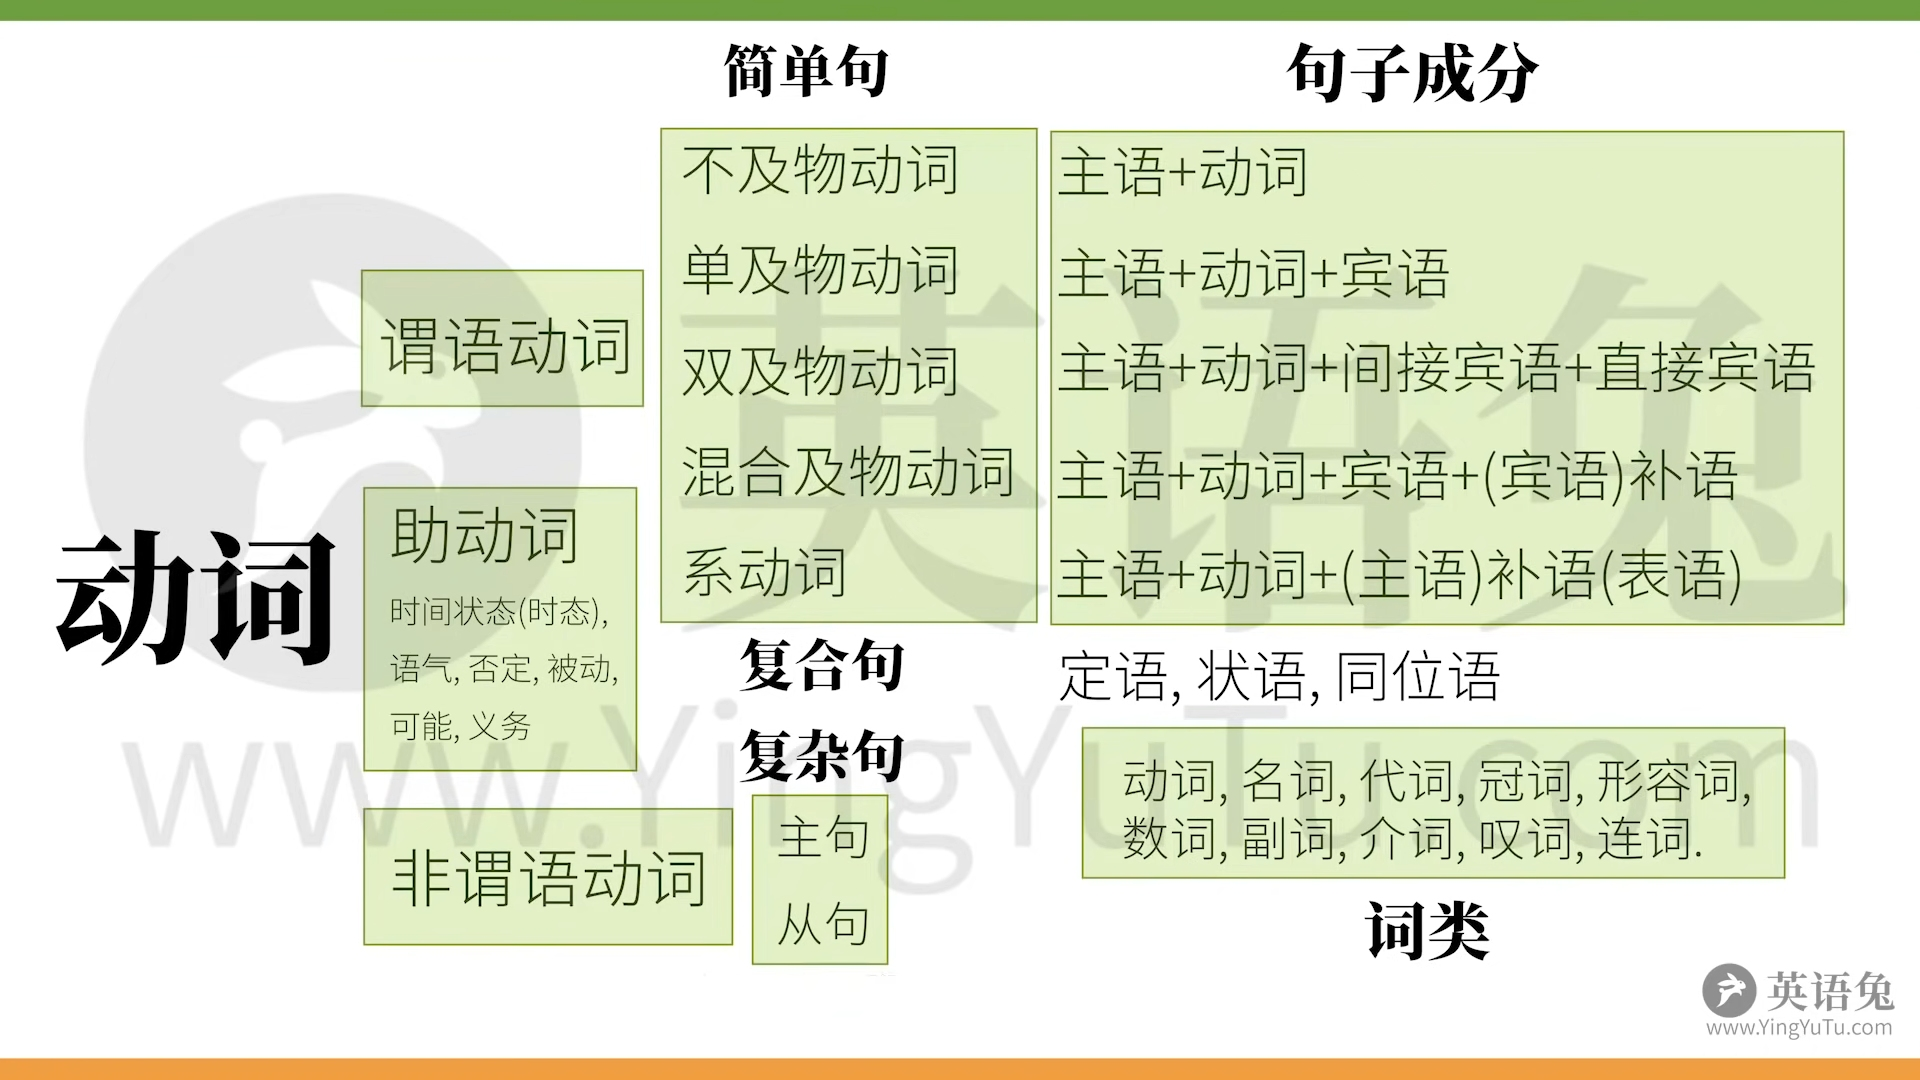 简单句
句子成分
不及物动词
主语+动词
单及物动词
主语+动词+宾语
谓语动词
双及物动词
主语+动词+间接宾语+直接宾语
混合及物动词
主语+动词+宾语+(宾语)补语
系动词
主语+动词+(主语)补语(表语)
动词
助动词
时间状态(时态),
语气, 否定, 被动,
可能, 义务
非谓语动词
复合句
复杂句
主句
从句
定语, 状语, 同位语
动词, 名词, 代词, 冠词, 形容词,
数词, 副词, 介词, 叹词, 连词.
词类
英语兔
www.YingYuTu.com
英语兔
www.YingYuTu.com